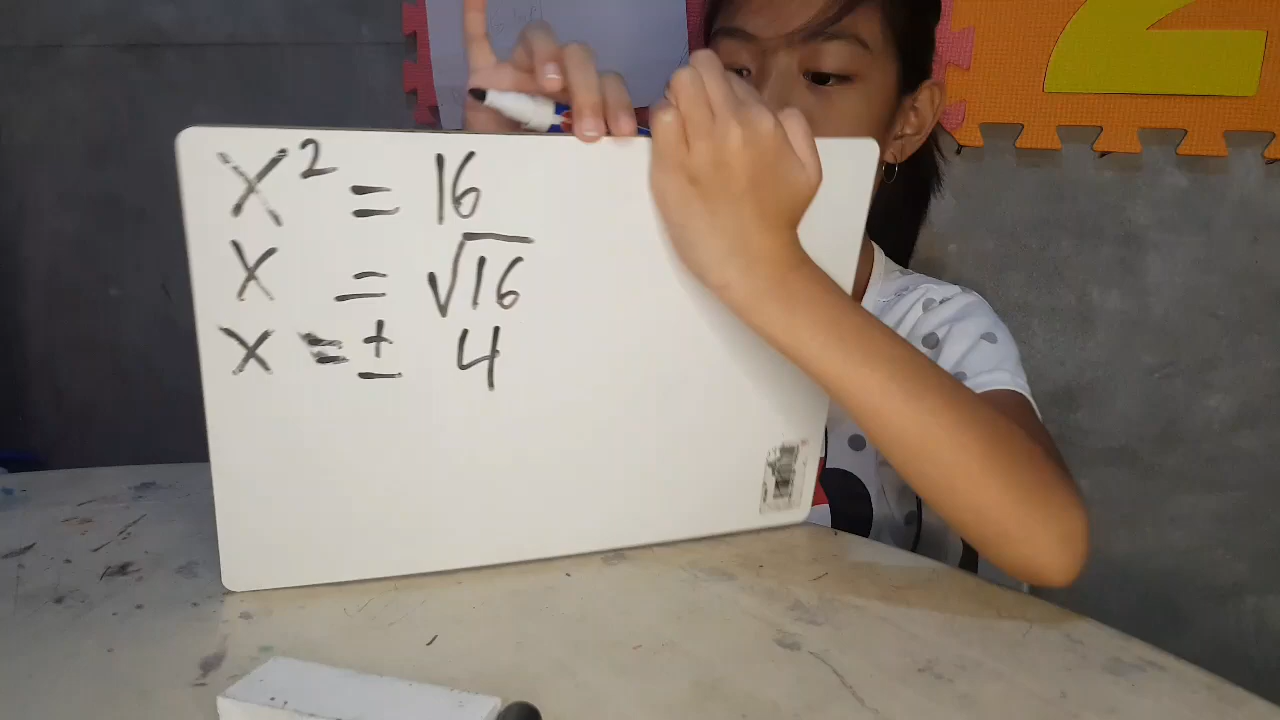 x² = 16
x = √16
x = ± 4